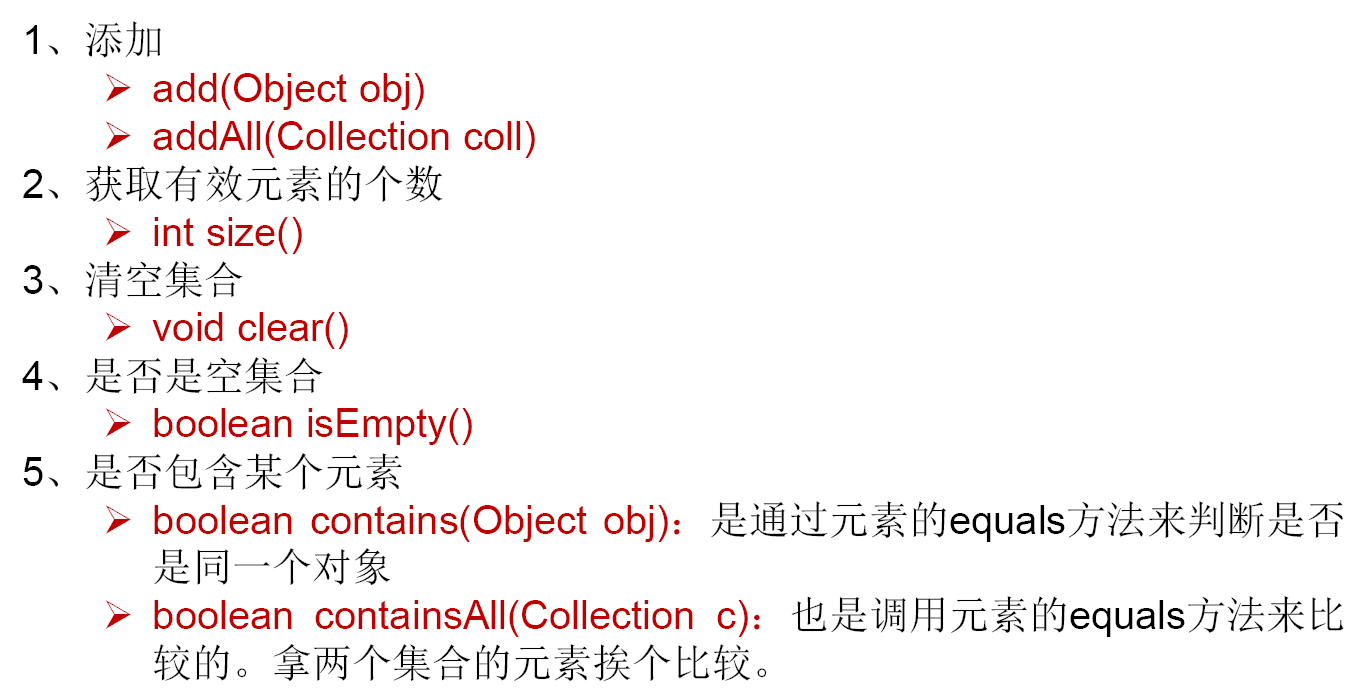 1、添加
➢ add(Object obj)
➢ addAll(Collection coll)
2、获取有效元素的个数
➢ int size()
3、清空集合
➢ void clear()
4、是否是空集合
➢ boolean isEmpty()
5、是否包含某个元素
➢ boolean contains(Object obj)：是通过元素的equals方法来判断是否
是同一个对象
➢ boolean containsAll(Collection c)：也是调用元素的equals方法来比
较的。拿两个集合的元素挨个比较。